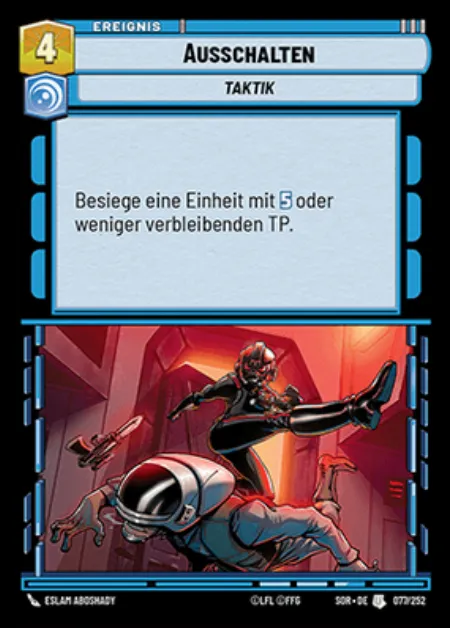 EREIGNIS
4
AUSSCHALTEN
TAKTIK
Besiege eine Einheit mit 5 oder
weniger verbleibenden TP.
ESLAM ABOSHADY ©LFL ©FFG SOR • DE 077/252